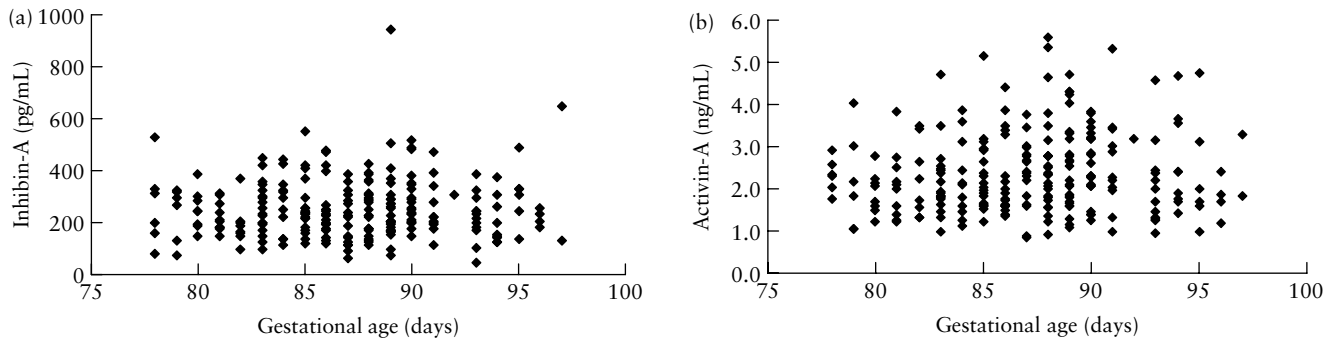 (a)
Inhibin-A (pg/mL)
1000
800
600
400
200
0
75 80 85 90 95 100
Gestational age (days)
(b)
Activin-A (ng/mL)
6.0
5.0
4.0
3.0
2.0
1.0
0.0
75 80 85 90 95 100
Gestational age (days)